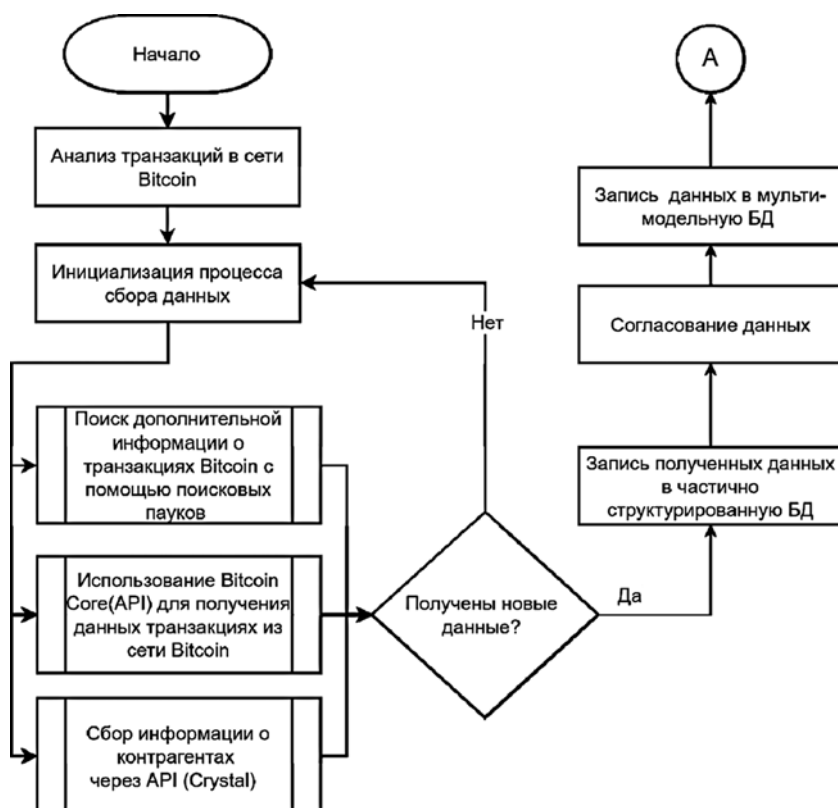 Начало
Анализ транзакций в сети
Bitcoin
Инициализация процесса
сбора данных
Поиск дополнительной
информации о
транзакциях Bitcoin с
помощью поисковых
пауков
Использование Bitcoin
Core(API) для получения
данных транзакциях из
сети Bitcoin
Сбор информации о
контрагентах
через API (Crystal)
Получены новые
данные?
Нет
Да
Запись полученных данных
в частично
структурированную БД
Согласование данных
Запись данных в мульти-
модельную БД
А